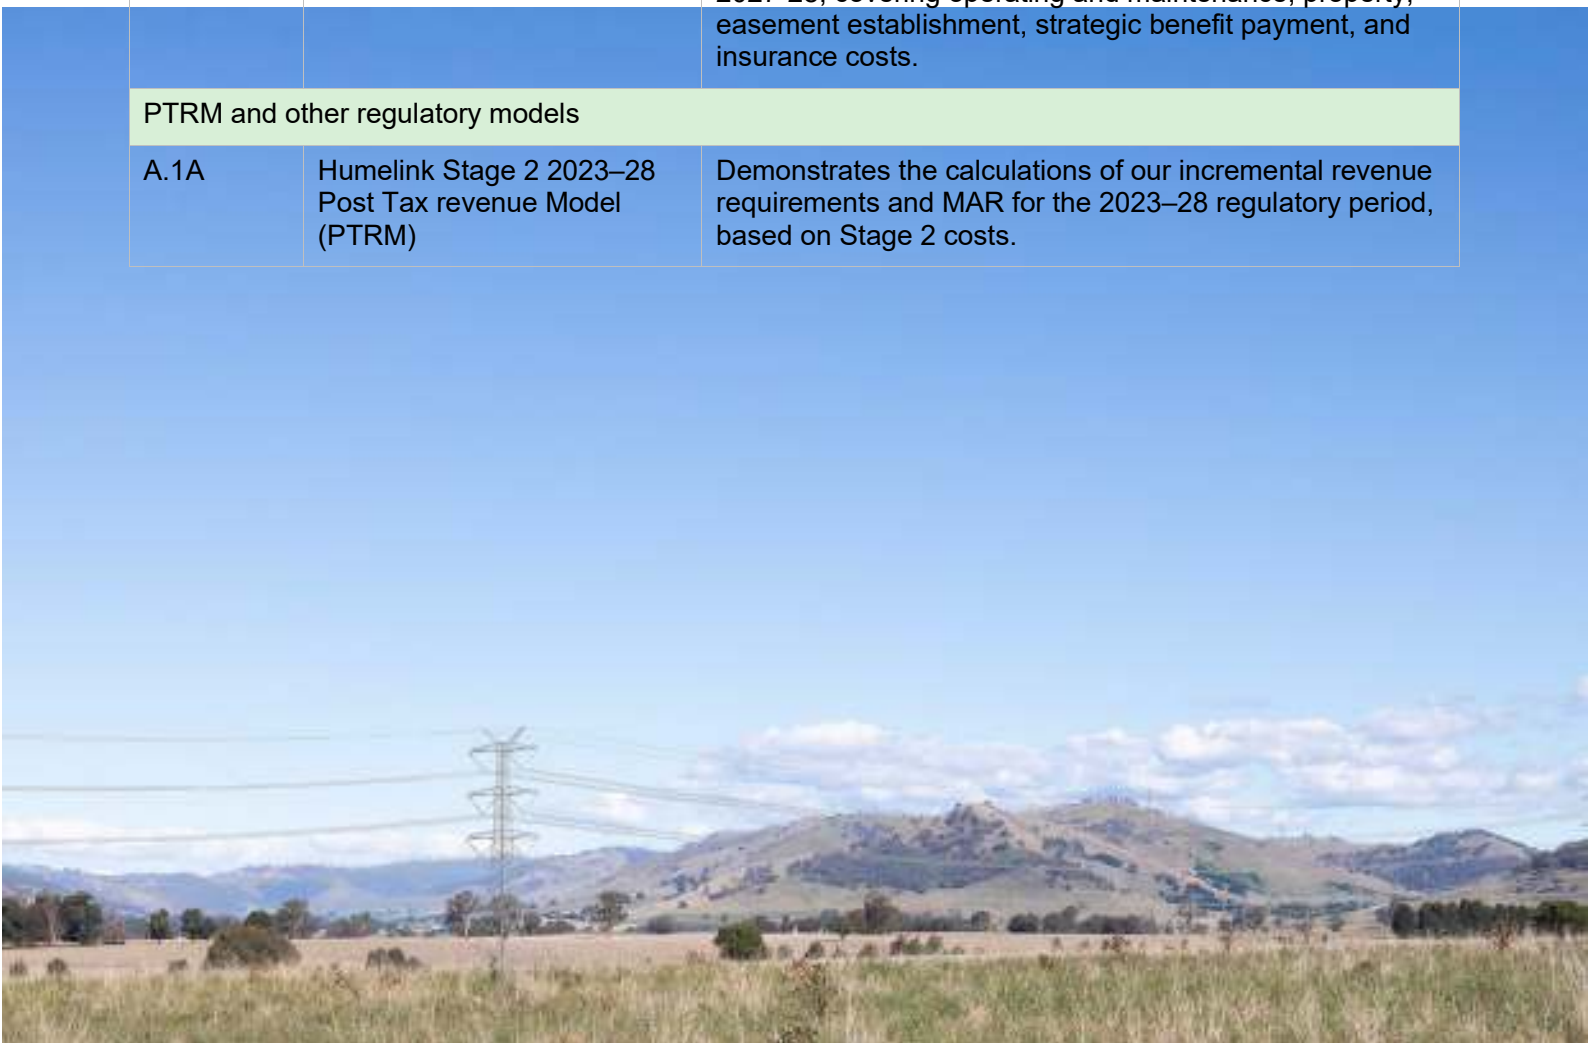 easement establishment, strategic benefit payment, and
insurance costs.
PTRM and other regulatory models
A.1A
Humelink Stage 2 2023–28
Post Tax revenue Model
(PTRM)
Demonstrates the calculations of our incremental revenue
requirements and MAR for the 2023–28 regulatory period,
based on Stage 2 costs.